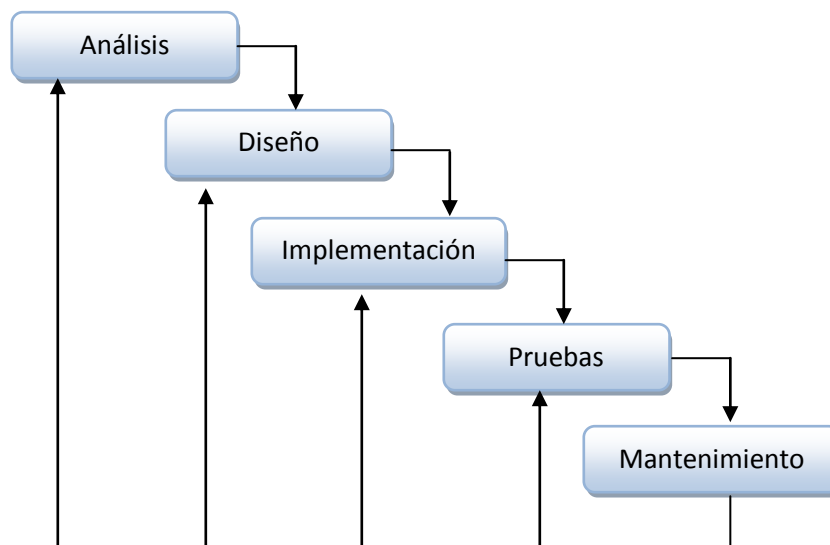 Análisis
Diseño
Implementación
Pruebas
Mantenimiento